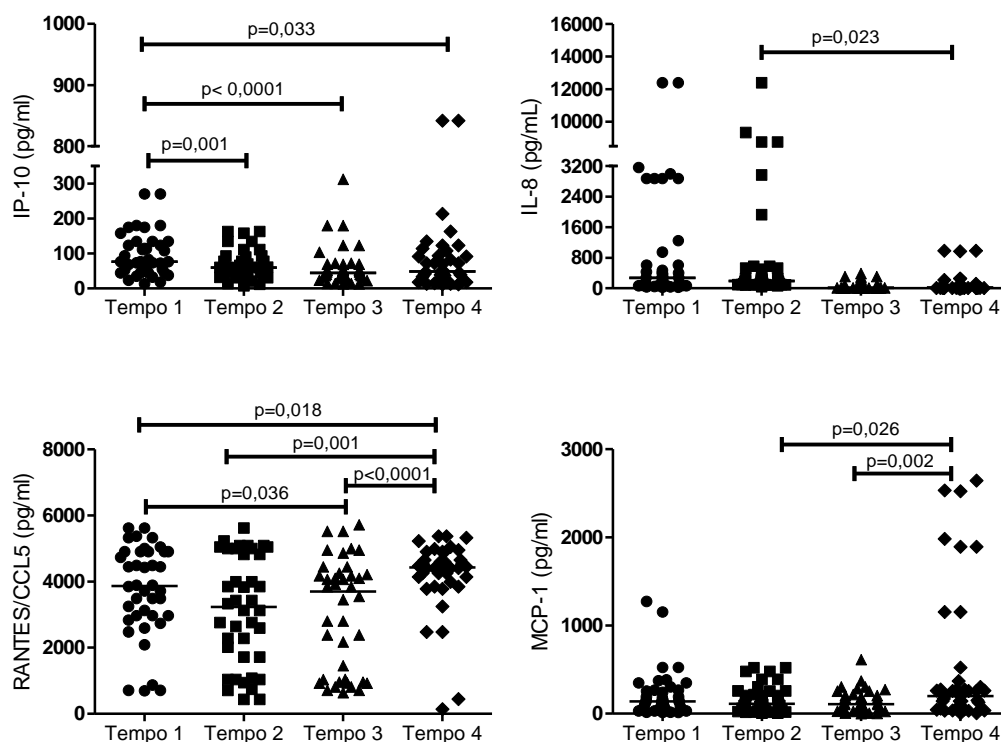 IP-10 (pg/ml)
1000
900
800
300
200
100
0
p=0,033
p< 0,0001
p=0,001
Tempo 1 Tempo 2 Tempo 3 Tempo 4
IL-8 (pg/mL)
16000
14000
12000
10000
3200
2400
1600
800
0
p=0,023
Tempo 1 Tempo 2 Tempo 3 Tempo 4
RANTES/CCL5 (pg/ml)
8000
6000
4000
2000
0
p=0,018
p=0,001
p<0,0001
p=0,036
Tempo 1 Tempo 2 Tempo 3 Tempo 4
MCP-1 (pg/ml)
3000
2000
1000
0
p=0,026
p=0,002
Tempo 1 Tempo 2 Tempo 3 Tempo 4